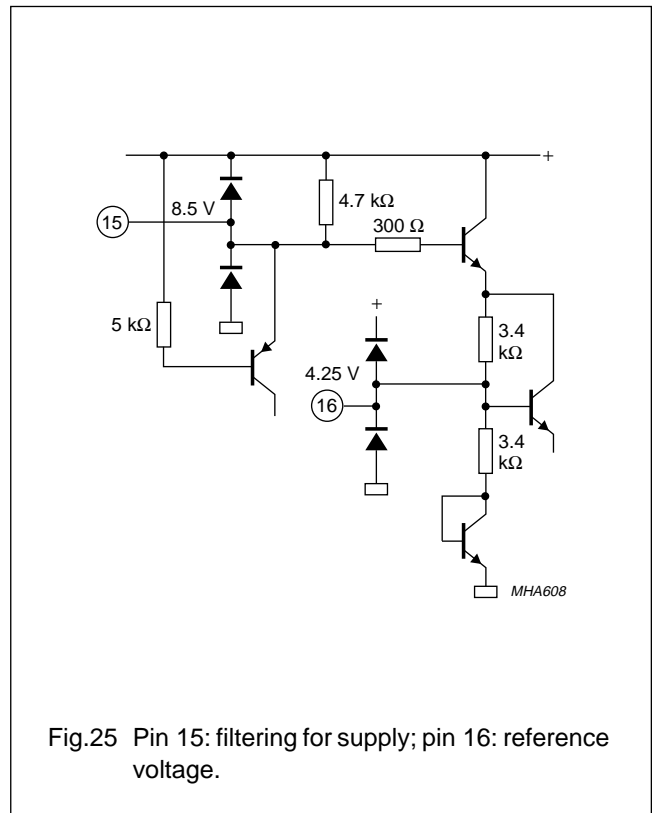 +
8.5 V
4.7 kΩ
15
300 Ω
+
5 kΩ
3.4
kΩ
4.25 V
16
3.4
kΩ
MHA608
Fig.25 Pin 15: filtering for supply; pin 16: reference
voltage.